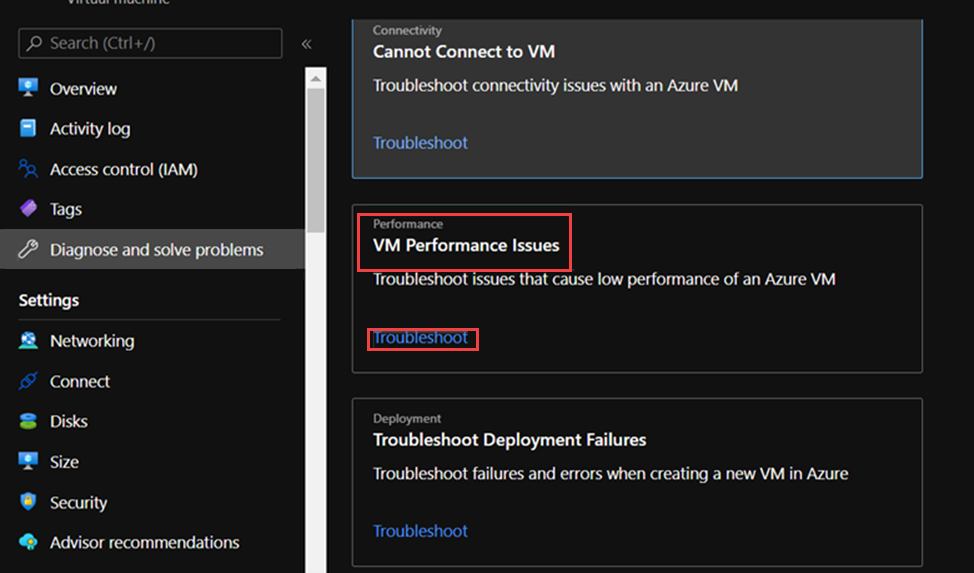 Virtual machine
Search (Ctrl+/)
«
Overview
Activity log
Access control (IAM)
Tags
Diagnose and solve problems
Settings
Networking
Connect
Disks
Size
Security
Advisor recommendations
Connectivity
Cannot Connect to VM
Troubleshoot connectivity issues with an Azure VM
Troubleshoot
Performance
VM Performance Issues
Troubleshoot issues that cause low performance of an Azure VM
Troubleshoot
Deployment
Troubleshoot Deployment Failures
Troubleshoot failures and errors when creating a new VM in Azure
Troubleshoot